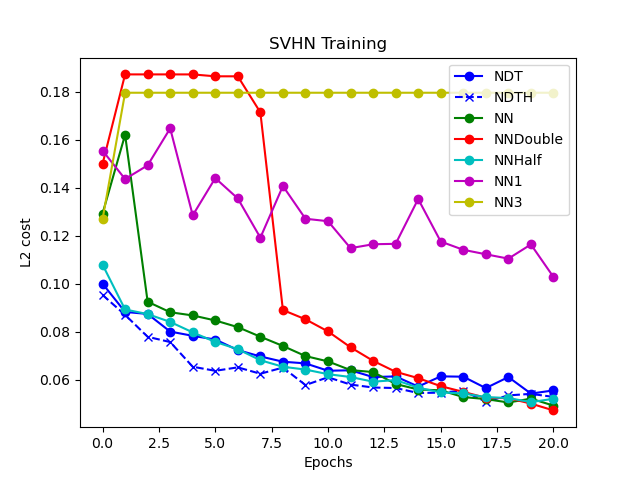 SVHN Training
L2 cost
0.18
0.16
0.14
0.12
0.10
0.08
0.06
NDT
NDTH
NN
NNDouble
NNHalf
NN1
NN3
0.0 2.5 5.0 7.5 10.0 12.5 15.0 17.5 20.0
Epochs